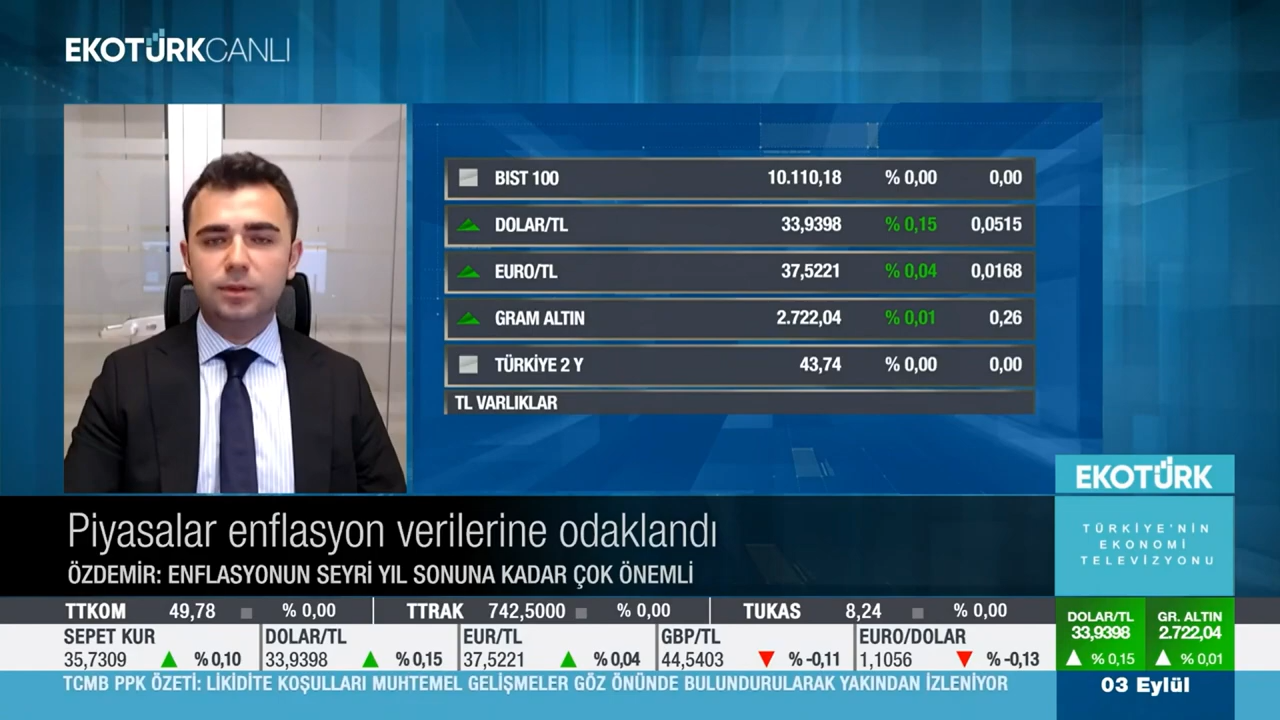 EKOTÜRKCANLI
BIST 100 10.110,18 % 0,00 0,00
DOLAR/TL 33,9398 % 0,15 0,0515
EURO/TL 37,5221 % 0,04 0,0168
GRAM ALTIN 2.722,04 % 0,01 0,26
TÜRKİYE 2 Y 43,74 % 0,00 0,00
TL VARLIKLAR
EKOTÜRK
TÜRKİYE'NİN
EKONOMİ
TELEVİZYONU
Piyasalar enflasyon verilerine odaklandı
ÖZDEMİR: ENFLASYONUN SEYRİ YIL SONUNA KADAR ÇOK ÖNEMLİ
TTKOM 49,78 % 0,00 TTRAK 742,5000 % 0,00 TUKAS 8,24 % 0,00
SEPET KUR DOLAR/TL EUR/TL GBP/TL EURO/DOLAR
35,7309 % 0,10 33,9398 % 0,15 37,5221 % 0,04 44,5403 % -0,11 1,1056 % -0,13
DOLAR/TL GR. ALTIN
33,9398 2.722,04
% 0,15 % 0,01
TCMB PPK ÖZETİ: LİKİDİTE KOŞULLARI MUHTEMEL GELİŞMELER GÖZ ÖNÜNDE BULUNDURULARAK YAKINDAN İZLENİYOR
03 Eylül